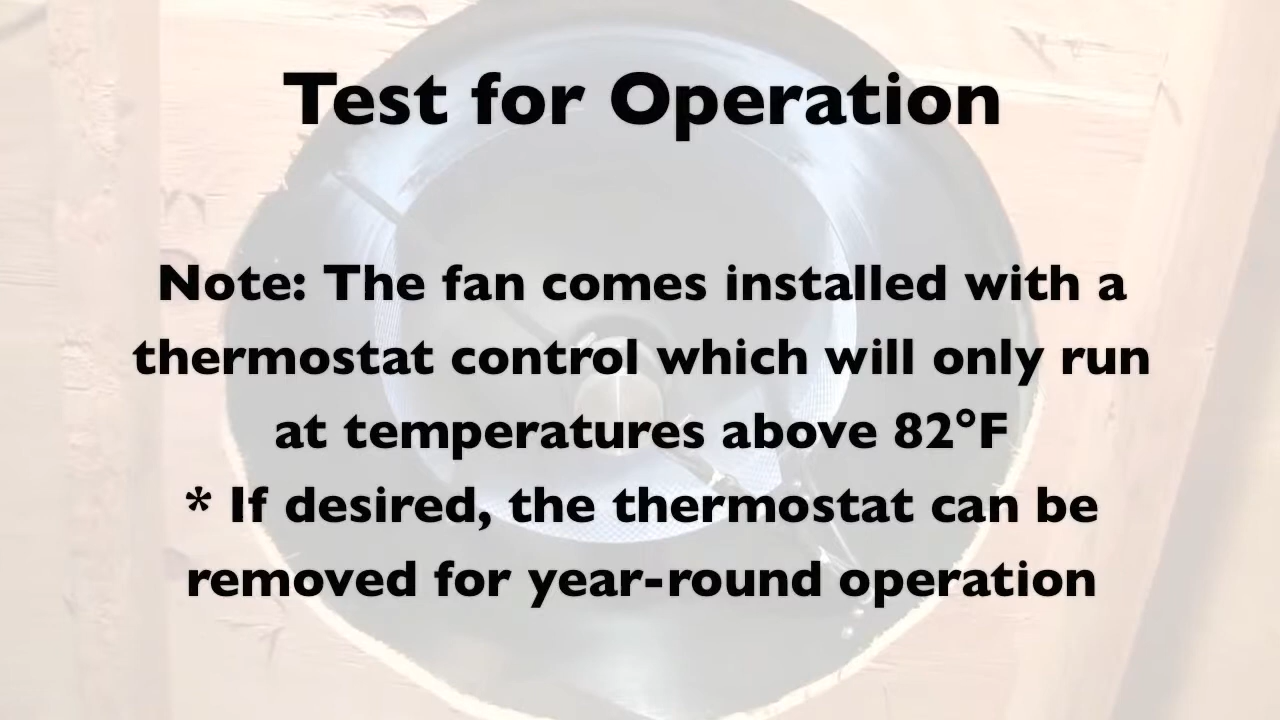 Test for Operation
Note: The fan comes installed with a
thermostat control which will only run
at temperatures above 82°F
* If desired, the thermostat can be
removed for year-round operation